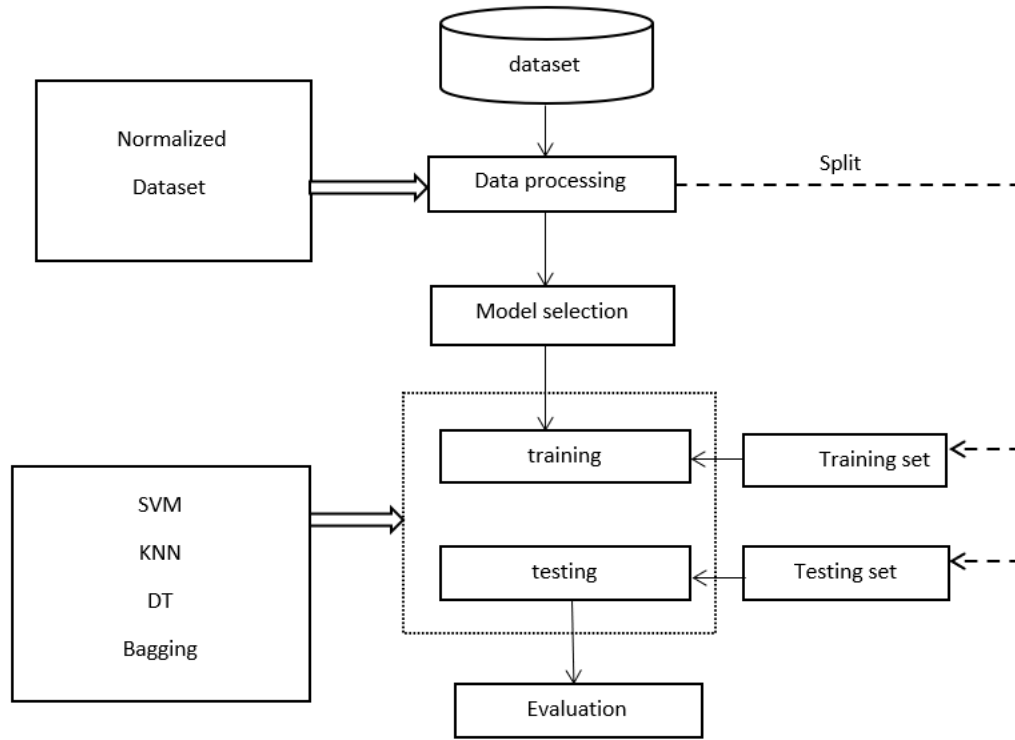 dataset
Normalized
Dataset
Data processing
Split
Model selection
training
Training set
SVM
KNN
DT
Bagging
testing
Testing set
Evaluation